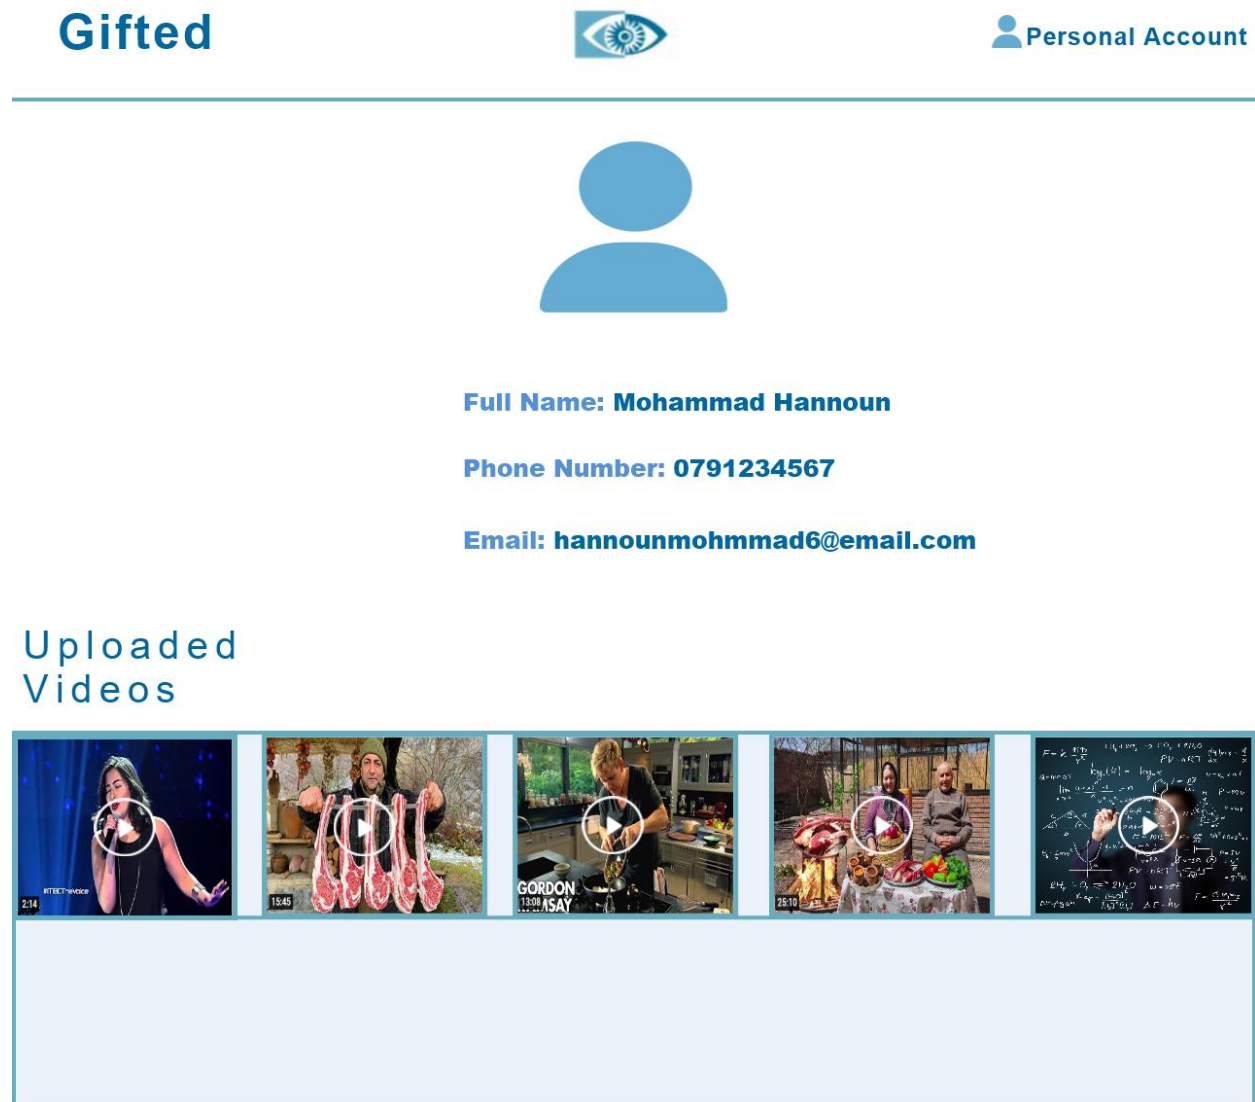 Gifted
Personal Account
Full Name: Mohammad Hannoun
Phone Number: 0791234567
Email: hannounmohmmad6@email.com
Uploaded
Videos
#MBCTheVoice
2:14
15:45
GORDON
13:08
25:10